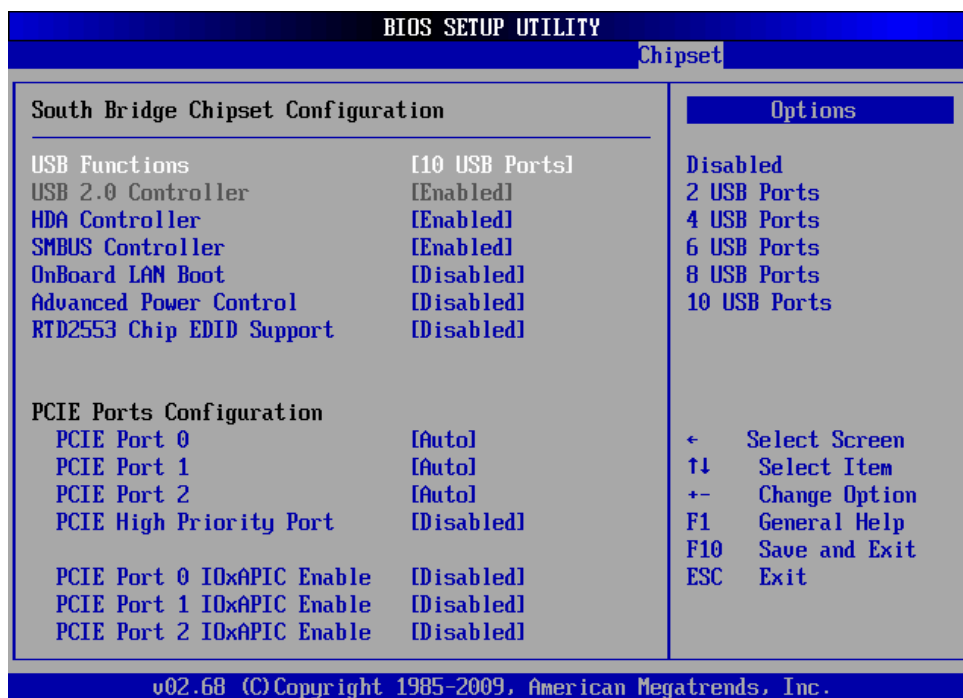 BIOS SETUP UTILITY
Chipset
South Bridge Chipset Configuration
USB Functions [10 USB Ports]
USB 2.0 Controller [Enabled]
HDA Controller [Enabled]
SMBUS Controller [Enabled]
OnBoard LAN Boot [Disabled]
Advanced Power Control [Disabled]
RTD2553 Chip EDID Support [Disabled]
PCIE Ports Configuration
PCIE Port 0 [Auto]
PCIE Port 1 [Auto]
PCIE Port 2 [Auto]
PCIE High Priority Port [Disabled]
PCIE Port 0 IOxAPIC Enable [Disabled]
PCIE Port 1 IOxAPIC Enable [Disabled]
PCIE Port 2 IOxAPIC Enable [Disabled]
Options
Disabled
2 USB Ports
4 USB Ports
6 USB Ports
8 USB Ports
10 USB Ports
← Select Screen
↑↓ Select Item
+- Change Option
F1 General Help
F10 Save and Exit
ESC Exit
v02.68 (C)Copyright 1985-2009, American Megatrends, Inc.